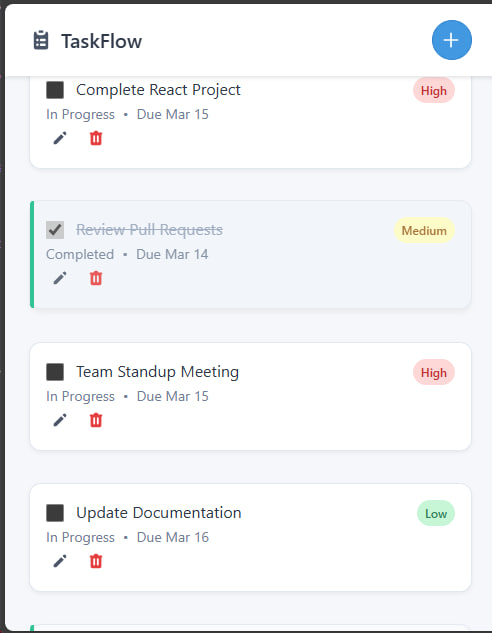 TaskFlow
Complete React Project High
In Progress • Due Mar 15
Review Pull Requests Medium
Completed • Due Mar 14
Team Standup Meeting High
In Progress • Due Mar 15
Update Documentation Low
In Progress • Due Mar 16